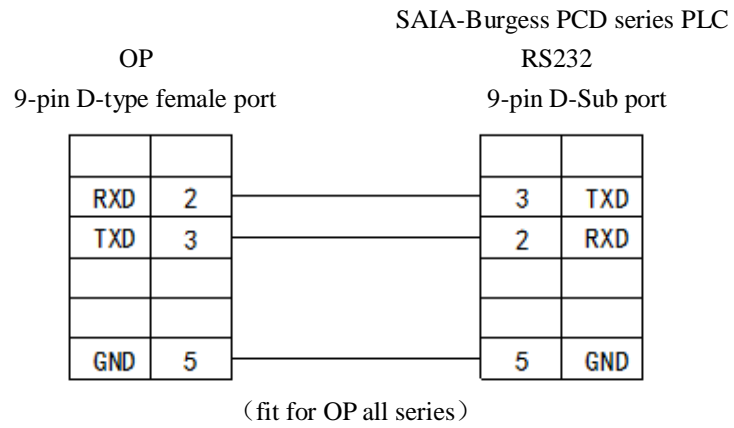 SAIA-Burgess PCD series PLC
OP RS232
9-pin D-type female port 9-pin D-Sub port
RXD 2 3 TXD
TXD 3 2 RXD
GND 5 5 GND
（fit for OP all series）